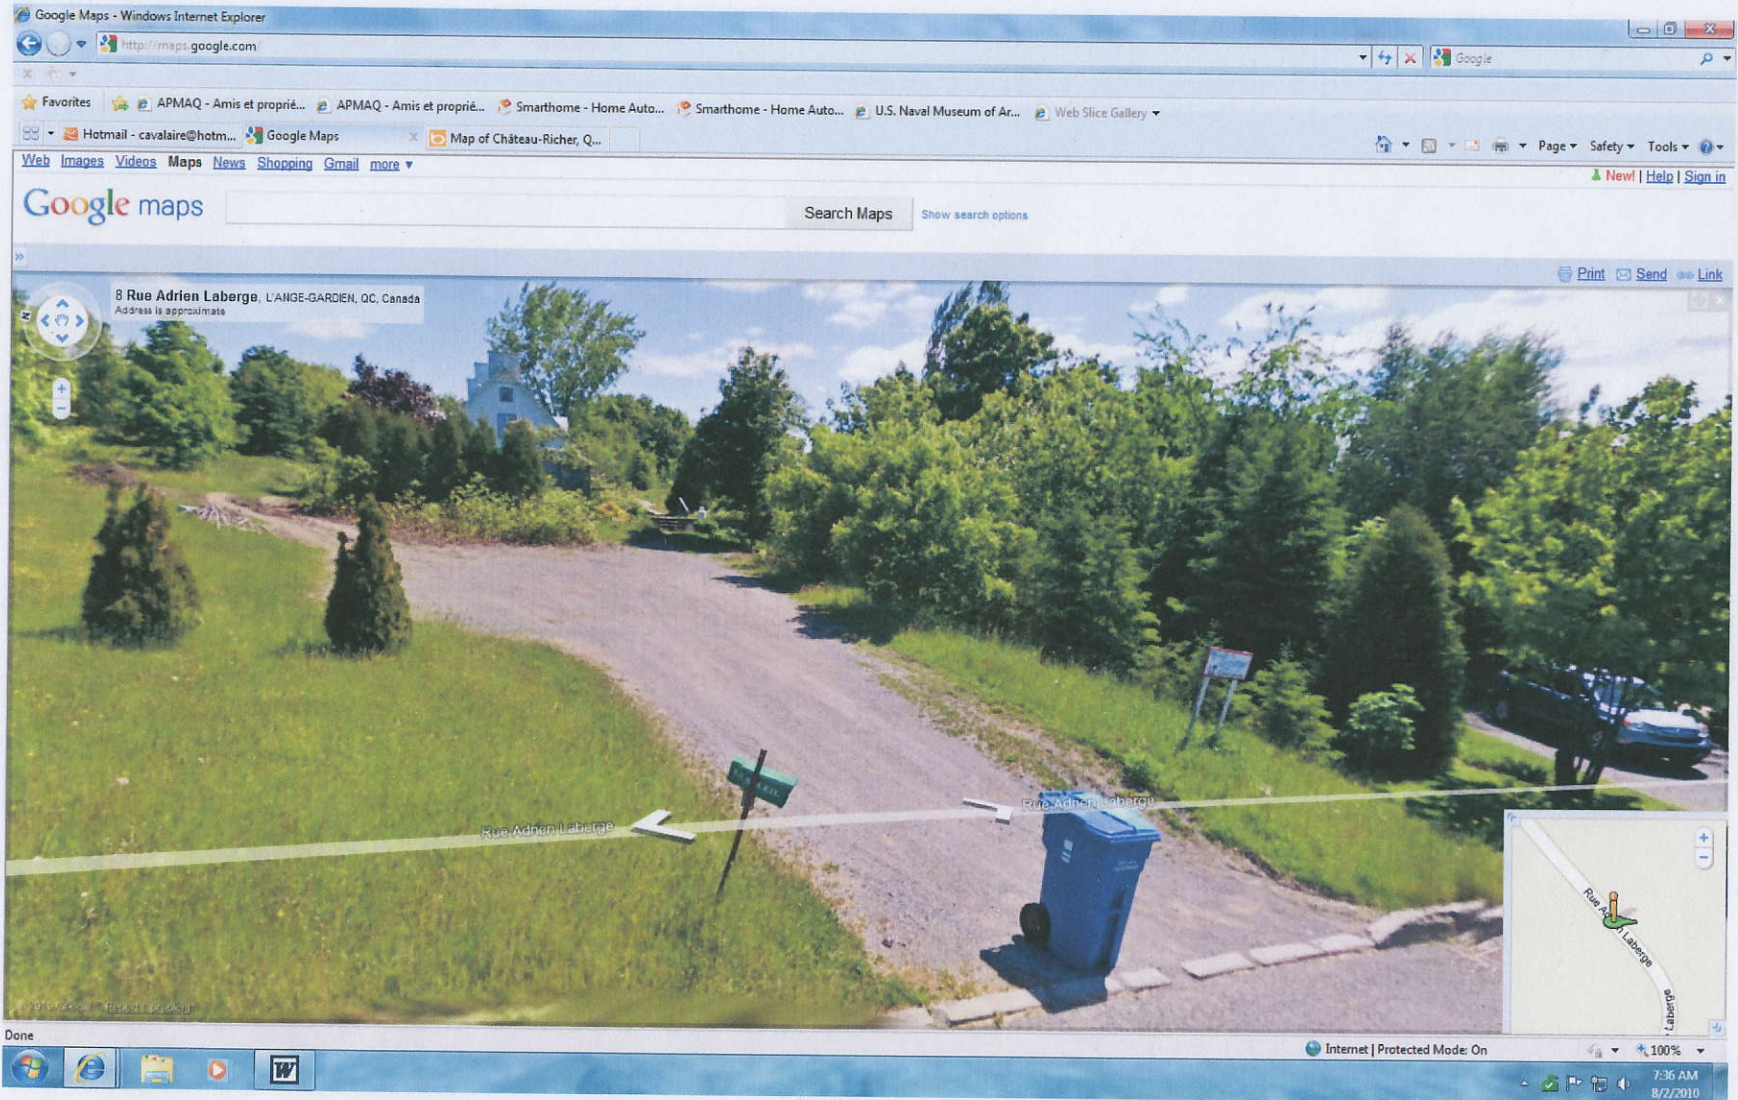 Google Maps - Windows Internet Explorer
http://maps.google.com
Google
Favorites APMAQ - Amis et proprié... APMAQ - Amis et proprié... Smarthome - Home Auto... Smarthome - Home Auto... U.S. Naval Museum of Ar... Web Slice Gallery
Hotmail - cavalaire@hotm... Google Maps Map of Château-Richer, Q...
Page Safety Tools
Web Images Videos Maps News Shopping Gmail more
New! | Help | Sign in
Google maps
Search Maps
Show search options
»
Print Send Link
8 Rue Adrien Laberge, L'ANGE-GARDIEN, QC, Canada
Address is approximate
N
+
−
Rue Adrien Laberge
Rue Adrien Laberge
+
−
Laberge
Laberge
Done
Internet | Protected Mode: On
100%
W
7:36 AM
8/2/2010